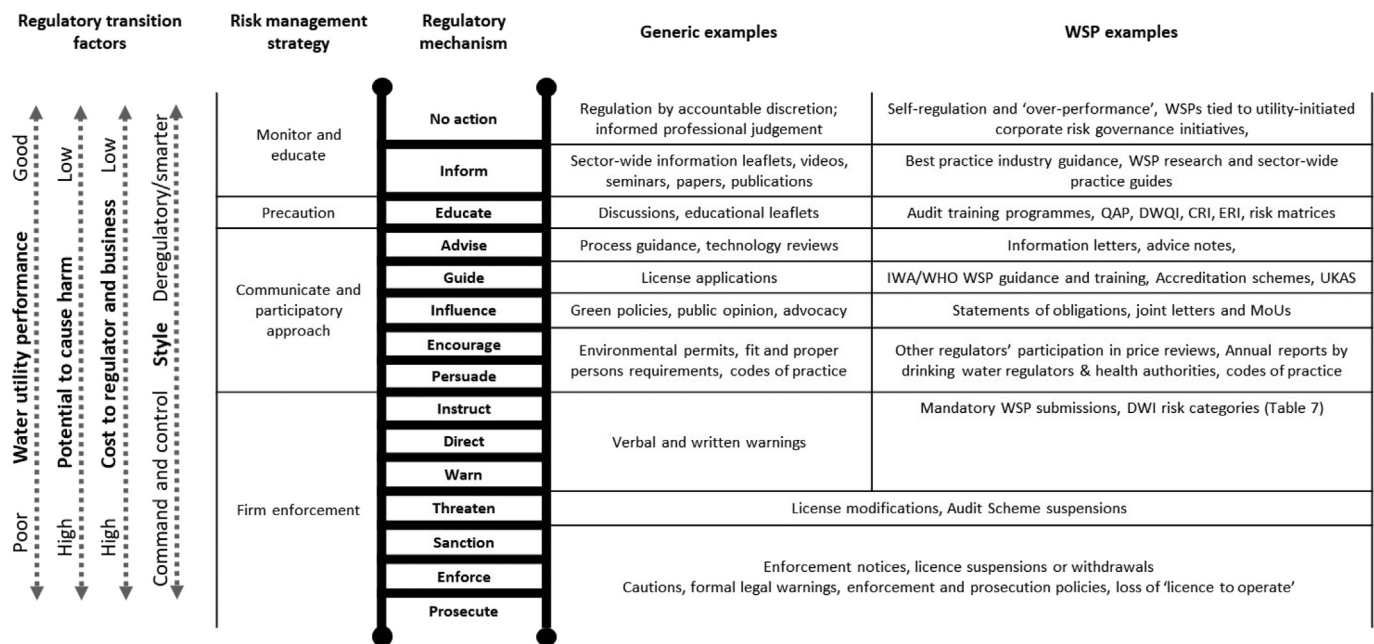 Regulatory transition
factors
Risk management
strategy
Regulatory
mechanism
Generic examples
WSP examples
Poor Water utility performance Good
High Potential to cause harm Low
High Cost to regulator and business Low
Command and control Style Deregulatory/smarter
Monitor and
educate
No action
Regulation by accountable discretion;
informed professional judgement
Self-regulation and ‘over-performance’, WSPs tied to utility-initiated
corporate risk governance initiatives,
Inform
Sector-wide information leaflets, videos,
seminars, papers, publications
Best practice industry guidance, WSP research and sector-wide
practice guides
Precaution
Educate
Discussions, educational leaflets
Audit training programmes, QAP, DWQI, CRI, ERI, risk matrices
Communicate and
participatory
approach
Advise
Process guidance, technology reviews
Information letters, advice notes,
Guide
License applications
IWA/WHO WSP guidance and training, Accreditation schemes, UKAS
Influence
Green policies, public opinion, advocacy
Statements of obligations, joint letters and MoUs
Encourage
Persuade
Environmental permits, fit and proper
persons requirements, codes of practice
Other regulators’ participation in price reviews, Annual reports by
drinking water regulators & health authorities, codes of practice
Firm enforcement
Instruct
Direct
Warn
Verbal and written warnings
Mandatory WSP submissions, DWI risk categories (Table 7)
Threaten
License modifications, Audit Scheme suspensions
Sanction
Enforce
Prosecute
Enforcement notices, licence suspensions or withdrawals
Cautions, formal legal warnings, enforcement and prosecution policies, loss of ‘licence to operate’